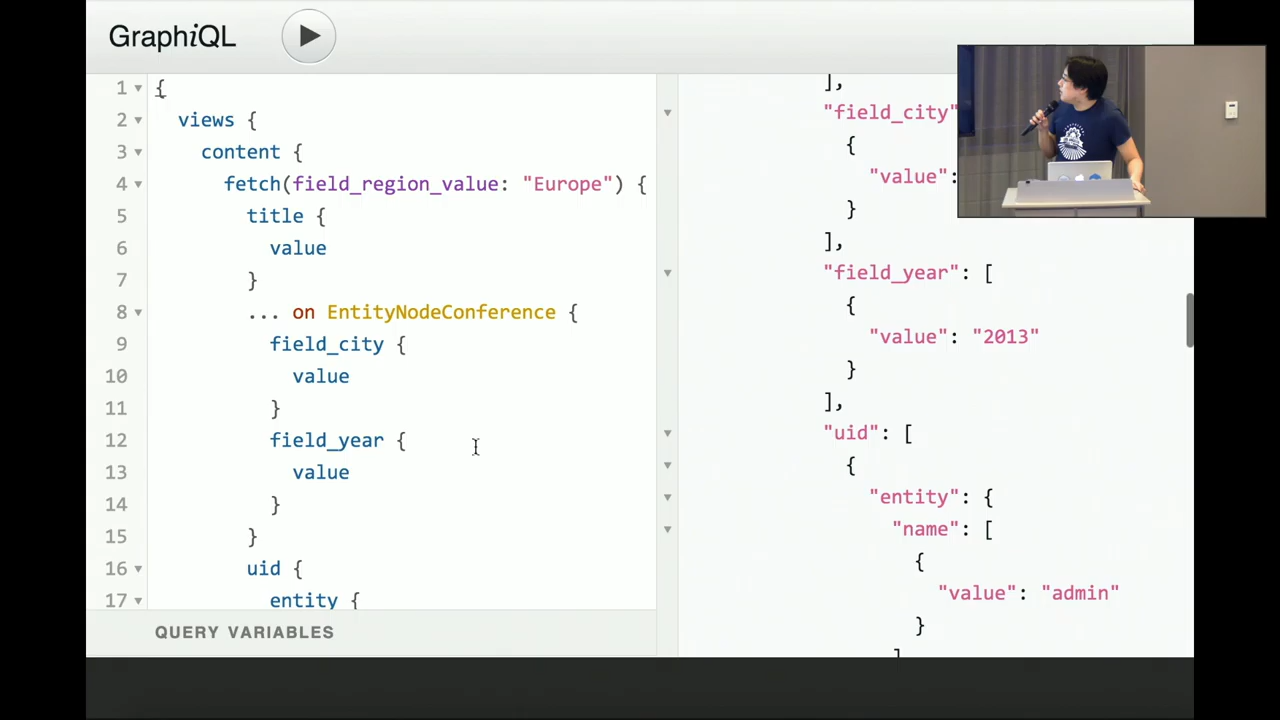 GraphiQL
1 {
2 views {
3 content {
4 fetch(field_region_value: "Europe") {
5 title {
6 value
7 }
8 ... on EntityNodeConference {
9 field_city {
10 value
11 }
12 field_year {
13 value
14 }
15 }
16 uid {
17 entity {
QUERY VARIABLES
],
"field_city"
{
"value":
}
],
"field_year": [
{
"value": "2013"
}
],
"uid": [
{
"entity": {
"name": [
{
"value": "admin"
}
]